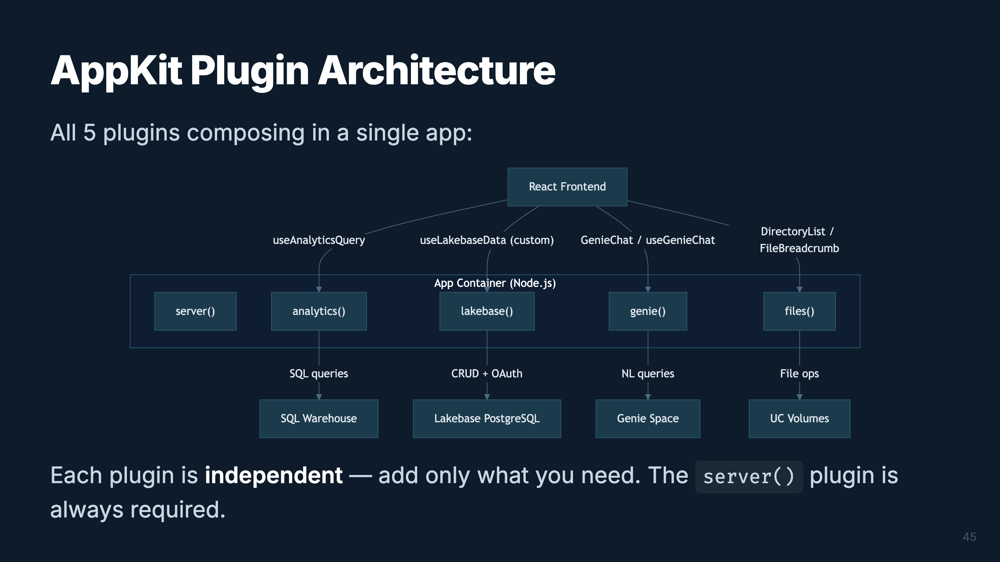 AppKit Plugin Architecture
All 5 plugins composing in a single app:
React Frontend
useAnalyticsQuery
useLakebaseData (custom)
GenieChat / useGenieChat
DirectoryList /
FileBreadcrumb
App Container (Node.js)
server()
analytics()
lakebase()
genie()
files()
SQL queries
CRUD + OAuth
NL queries
File ops
SQL Warehouse
Lakebase PostgreSQL
Genie Space
UC Volumes
Each plugin is independent — add only what you need. The server() plugin is
always required.
45